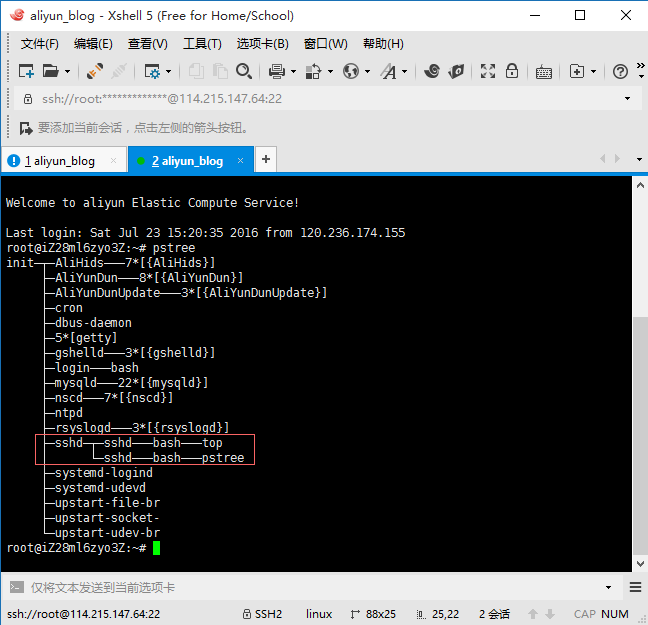 aliyun_blog - Xshell 5 (Free for Home/School)
文件(F) 编辑(E) 查看(V) 工具(T) 选项卡(B) 窗口(W) 帮助(H)
ssh://root:*************@114.215.147.64:22
要添加当前会话，点击左侧的箭头按钮。
1 aliyun_blog × 2 aliyun_blog × +
Welcome to aliyun Elastic Compute Service!
Last login: Sat Jul 23 15:20:35 2016 from 120.236.174.155
root@iZ28ml6zyo3Z:~# pstree
init─┬─AliHids───7*[{AliHids}]
├─AliYunDun───8*[{AliYunDun}]
├─AliYunDunUpdate───3*[{AliYunDunUpdate}]
├─cron
├─dbus-daemon
├─5*[getty]
├─gshelld───3*[{gshelld}]
├─login───bash
├─mysqld───22*[{mysqld}]
├─nscd───7*[{nscd}]
├─ntpd
├─rsyslogd───3*[{rsyslogd}]
├─sshd─┬─sshd───bash───top
│      └─sshd───bash───pstree
├─systemd-logind
├─systemd-udevd
├─upstart-file-br
├─upstart-socket-
└─upstart-udev-br
root@iZ28ml6zyo3Z:~#
仅将文本发送到当前选项卡
ssh://root@114.215.147.64:22 SSH2 linux 88x25 25,22 2 会话 CAP NUM